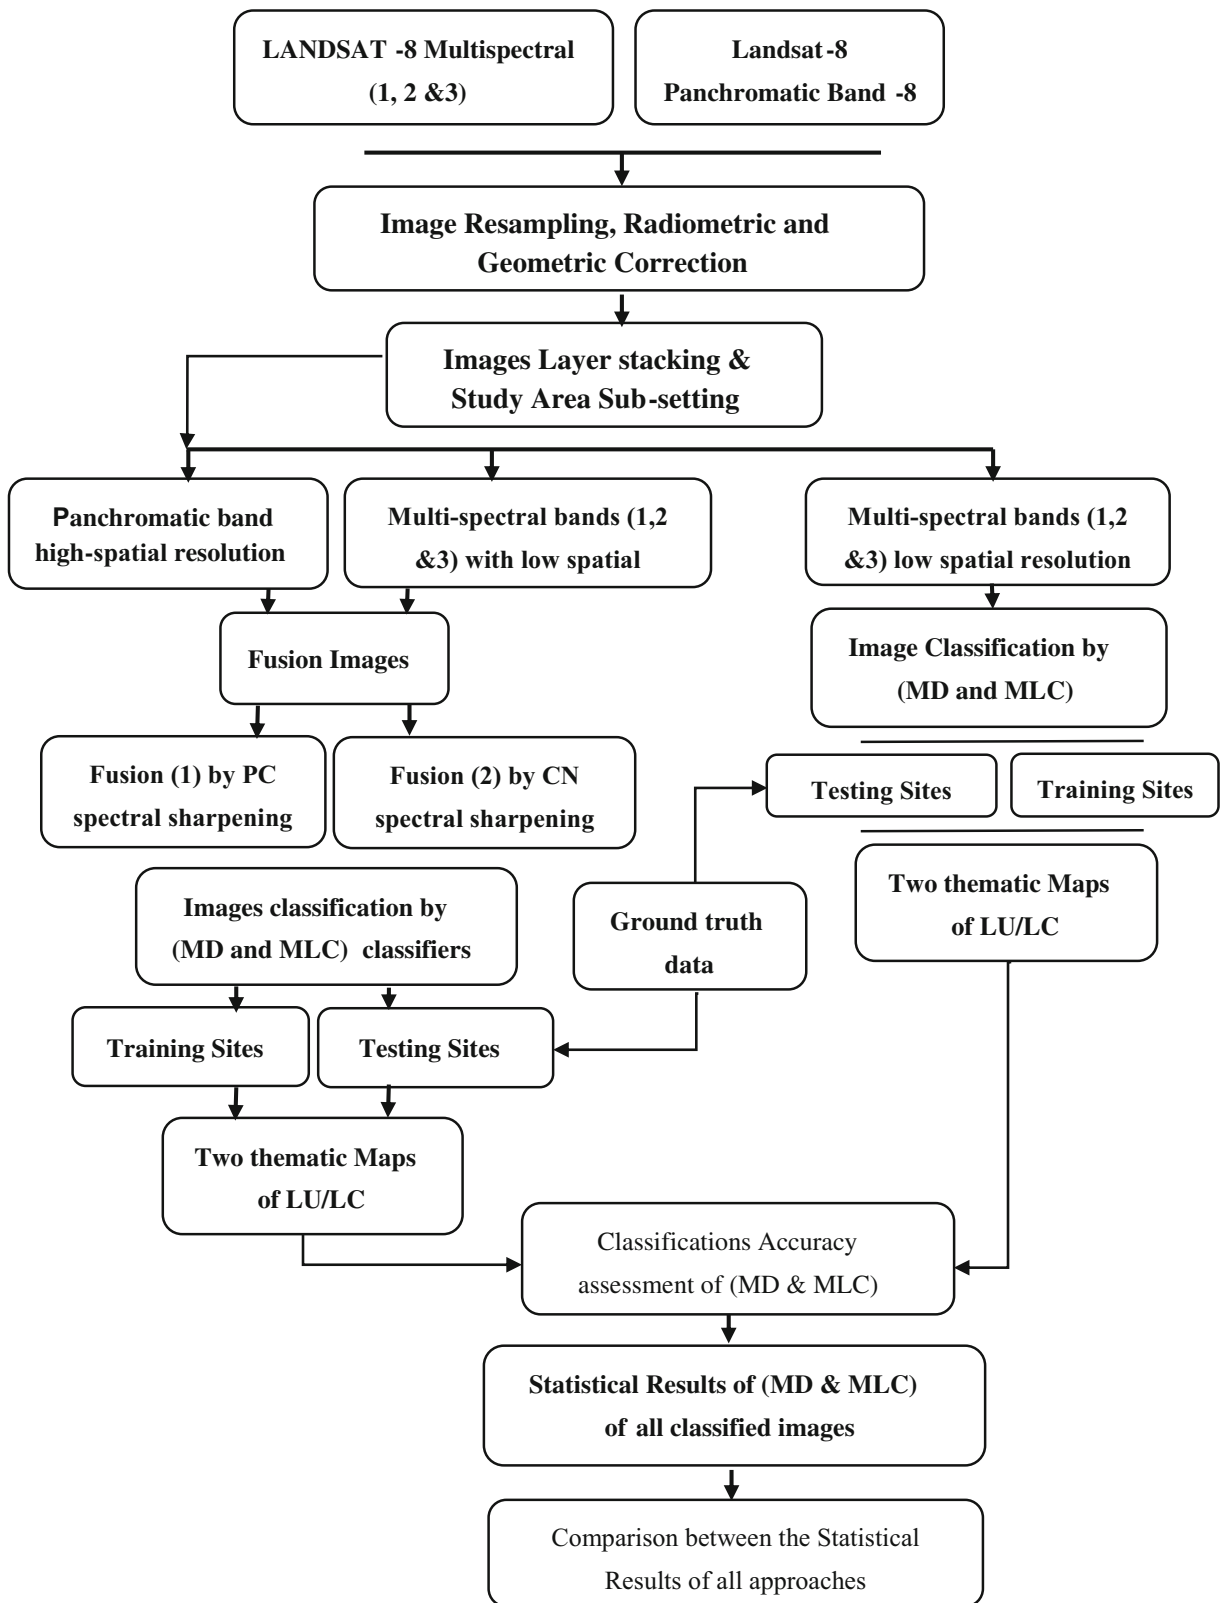 LANDSAT -8 Multispectral
(1, 2 &3)
Landsat-8
Panchromatic Band -8
Image Resampling, Radiometric and
Geometric Correction
Images Layer stacking &
Study Area Sub-setting
Panchromatic band
high-spatial resolution
Multi-spectral bands (1,2
&3) with low spatial
Multi-spectral bands (1,2
&3) low spatial resolution
Fusion Images
Image Classification by
(MD and MLC)
Fusion (1) by PC
spectral sharpening
Fusion (2) by CN
spectral sharpening
Testing Sites
Training Sites
Images classification by
(MD and MLC) classifiers
Ground truth
data
Two thematic Maps
of LU/LC
Training Sites
Testing Sites
Two thematic Maps
of LU/LC
Classifications Accuracy
assessment of (MD & MLC)
Statistical Results of (MD & MLC)
of all classified images
Comparison between the Statistical
Results of all approaches